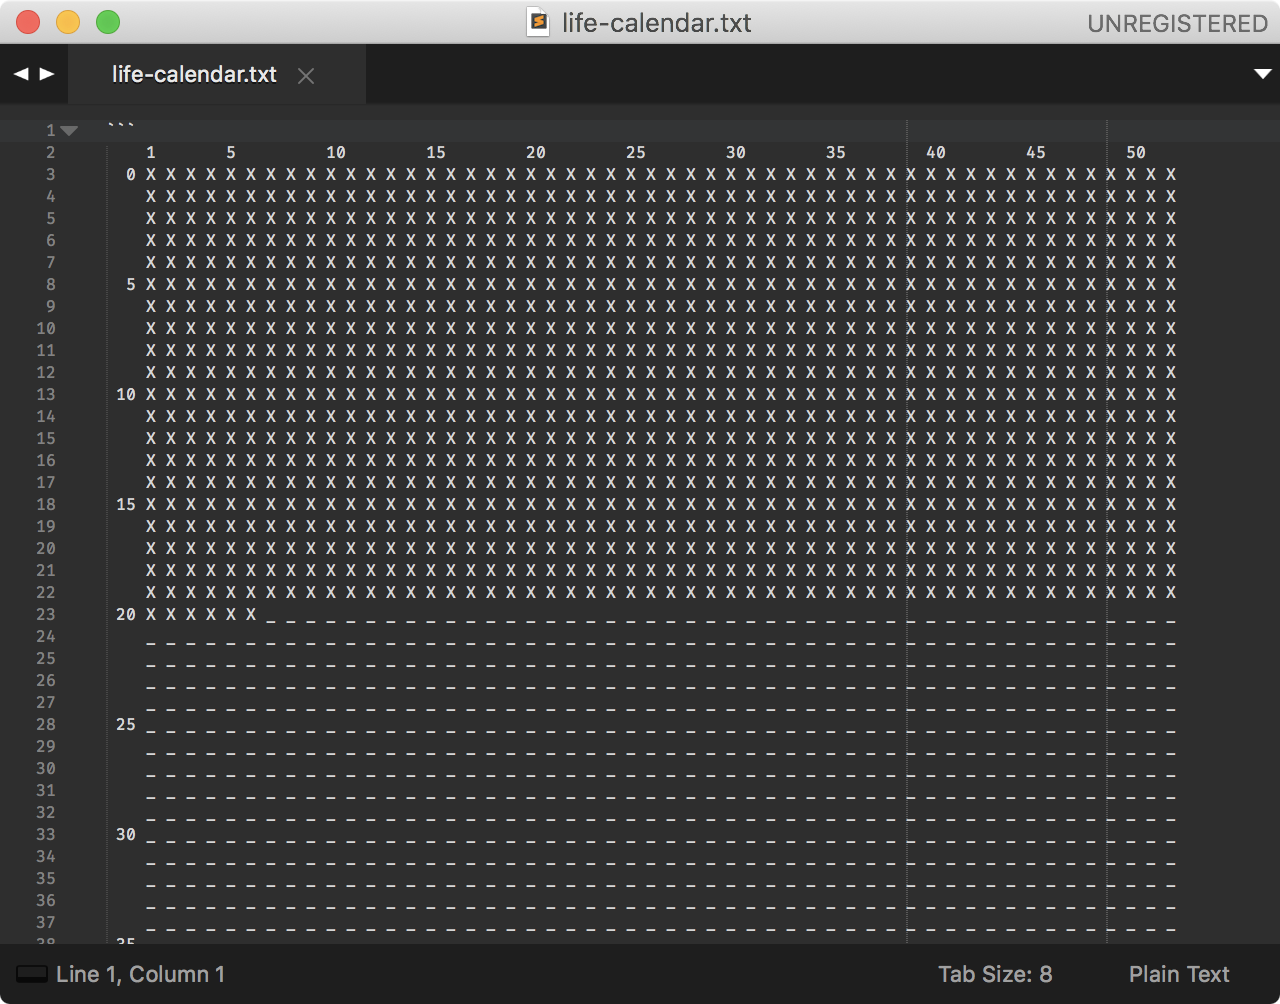 life-calendar.txt UNREGISTERED
life-calendar.txt
1 ```
2 1 5 10 15 20 25 30 35 40 45 50
3 0 X X X X X X X X X X X X X X X X X X X X X X X X X X X X X X X X X X X X X X X X X X X X X X X X X X X X
4 X X X X X X X X X X X X X X X X X X X X X X X X X X X X X X X X X X X X X X X X X X X X X X X X X X X X
5 X X X X X X X X X X X X X X X X X X X X X X X X X X X X X X X X X X X X X X X X X X X X X X X X X X X X
6 X X X X X X X X X X X X X X X X X X X X X X X X X X X X X X X X X X X X X X X X X X X X X X X X X X X X
7 X X X X X X X X X X X X X X X X X X X X X X X X X X X X X X X X X X X X X X X X X X X X X X X X X X X X
8 5 X X X X X X X X X X X X X X X X X X X X X X X X X X X X X X X X X X X X X X X X X X X X X X X X X X X X
9 X X X X X X X X X X X X X X X X X X X X X X X X X X X X X X X X X X X X X X X X X X X X X X X X X X X X
10 X X X X X X X X X X X X X X X X X X X X X X X X X X X X X X X X X X X X X X X X X X X X X X X X X X X X
11 X X X X X X X X X X X X X X X X X X X X X X X X X X X X X X X X X X X X X X X X X X X X X X X X X X X X
12 X X X X X X X X X X X X X X X X X X X X X X X X X X X X X X X X X X X X X X X X X X X X X X X X X X X X
13 10 X X X X X X X X X X X X X X X X X X X X X X X X X X X X X X X X X X X X X X X X X X X X X X X X X X X X
14 X X X X X X X X X X X X X X X X X X X X X X X X X X X X X X X X X X X X X X X X X X X X X X X X X X X X
15 X X X X X X X X X X X X X X X X X X X X X X X X X X X X X X X X X X X X X X X X X X X X X X X X X X X X
16 X X X X X X X X X X X X X X X X X X X X X X X X X X X X X X X X X X X X X X X X X X X X X X X X X X X X
17 X X X X X X X X X X X X X X X X X X X X X X X X X X X X X X X X X X X X X X X X X X X X X X X X X X X X
18 15 X X X X X X X X X X X X X X X X X X X X X X X X X X X X X X X X X X X X X X X X X X X X X X X X X X X X
19 X X X X X X X X X X X X X X X X X X X X X X X X X X X X X X X X X X X X X X X X X X X X X X X X X X X X
20 X X X X X X X X X X X X X X X X X X X X X X X X X X X X X X X X X X X X X X X X X X X X X X X X X X X X
21 X X X X X X X X X X X X X X X X X X X X X X X X X X X X X X X X X X X X X X X X X X X X X X X X X X X X
22 X X X X X X X X X X X X X X X X X X X X X X X X X X X X X X X X X X X X X X X X X X X X X X X X X X X X
23 20 X X X X X X _ _ _ _ _ _ _ _ _ _ _ _ _ _ _ _ _ _ _ _ _ _ _ _ _ _ _ _ _ _ _ _ _ _ _ _ _ _ _ _ _ _ _ _ _ _
24 _ _ _ _ _ _ _ _ _ _ _ _ _ _ _ _ _ _ _ _ _ _ _ _ _ _ _ _ _ _ _ _ _ _ _ _ _ _ _ _ _ _ _ _ _ _ _ _ _ _ _ _
25 _ _ _ _ _ _ _ _ _ _ _ _ _ _ _ _ _ _ _ _ _ _ _ _ _ _ _ _ _ _ _ _ _ _ _ _ _ _ _ _ _ _ _ _ _ _ _ _ _ _ _ _
26 _ _ _ _ _ _ _ _ _ _ _ _ _ _ _ _ _ _ _ _ _ _ _ _ _ _ _ _ _ _ _ _ _ _ _ _ _ _ _ _ _ _ _ _ _ _ _ _ _ _ _ _
27 _ _ _ _ _ _ _ _ _ _ _ _ _ _ _ _ _ _ _ _ _ _ _ _ _ _ _ _ _ _ _ _ _ _ _ _ _ _ _ _ _ _ _ _ _ _ _ _ _ _ _ _
28 25 _ _ _ _ _ _ _ _ _ _ _ _ _ _ _ _ _ _ _ _ _ _ _ _ _ _ _ _ _ _ _ _ _ _ _ _ _ _ _ _ _ _ _ _ _ _ _ _ _ _ _ _
29 _ _ _ _ _ _ _ _ _ _ _ _ _ _ _ _ _ _ _ _ _ _ _ _ _ _ _ _ _ _ _ _ _ _ _ _ _ _ _ _ _ _ _ _ _ _ _ _ _ _ _ _
30 _ _ _ _ _ _ _ _ _ _ _ _ _ _ _ _ _ _ _ _ _ _ _ _ _ _ _ _ _ _ _ _ _ _ _ _ _ _ _ _ _ _ _ _ _ _ _ _ _ _ _ _
31 _ _ _ _ _ _ _ _ _ _ _ _ _ _ _ _ _ _ _ _ _ _ _ _ _ _ _ _ _ _ _ _ _ _ _ _ _ _ _ _ _ _ _ _ _ _ _ _ _ _ _ _
32 _ _ _ _ _ _ _ _ _ _ _ _ _ _ _ _ _ _ _ _ _ _ _ _ _ _ _ _ _ _ _ _ _ _ _ _ _ _ _ _ _ _ _ _ _ _ _ _ _ _ _ _
33 30 _ _ _ _ _ _ _ _ _ _ _ _ _ _ _ _ _ _ _ _ _ _ _ _ _ _ _ _ _ _ _ _ _ _ _ _ _ _ _ _ _ _ _ _ _ _ _ _ _ _ _ _
34 _ _ _ _ _ _ _ _ _ _ _ _ _ _ _ _ _ _ _ _ _ _ _ _ _ _ _ _ _ _ _ _ _ _ _ _ _ _ _ _ _ _ _ _ _ _ _ _ _ _ _ _
35 _ _ _ _ _ _ _ _ _ _ _ _ _ _ _ _ _ _ _ _ _ _ _ _ _ _ _ _ _ _ _ _ _ _ _ _ _ _ _ _ _ _ _ _ _ _ _ _ _ _ _ _
36 _ _ _ _ _ _ _ _ _ _ _ _ _ _ _ _ _ _ _ _ _ _ _ _ _ _ _ _ _ _ _ _ _ _ _ _ _ _ _ _ _ _ _ _ _ _ _ _ _ _ _ _
37 _ _ _ _ _ _ _ _ _ _ _ _ _ _ _ _ _ _ _ _ _ _ _ _ _ _ _ _ _ _ _ _ _ _ _ _ _ _ _ _ _ _ _ _ _ _ _ _ _ _ _ _
38 35
Line 1, Column 1 Tab Size: 8 Plain Text